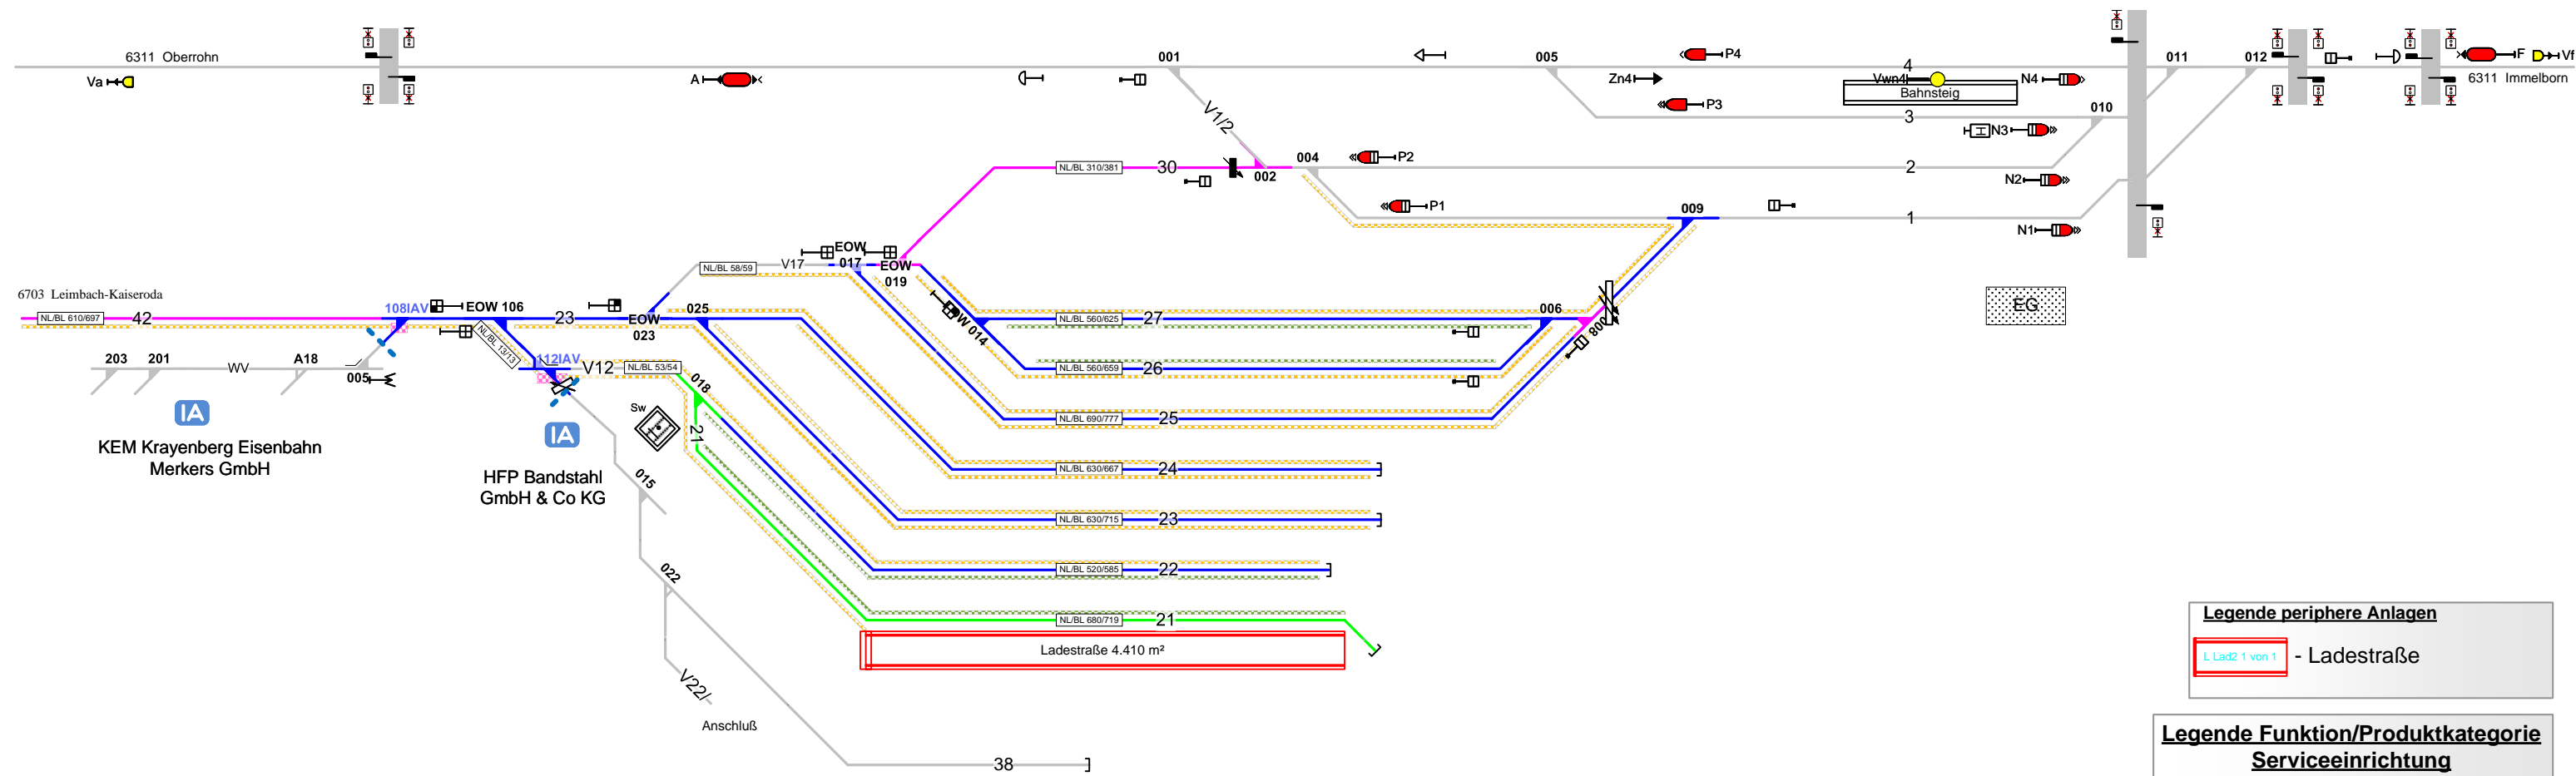 6311 Oberrohn
Va
A
001
005
Zn4
P4
P3
4
Vwn4
Bahnsteig
N4
011
012
F
Vf
6311 Immelborn
V1/2
3
010
N3
NL/BL 310/381
30
002
004
P2
2
N2
P1
009
1
N1
EOW
017
EOW
019
NL/BL 58/59
V17
6703 Leimbach-Kaiseroda
NL/BL 610/697
42
108IAV
EOW 106
23
EOW
023
025
EOW 014
NL/BL 560/625
27
006
008
EG
NL/BL 13/13
112IAV
V12
NL/BL 53/54
018
203
201
WV
A18
005
NL/BL 560/659
26
IA
KEM Krayenberg Eisenbahn
Merkers GmbH
IA
HFP Bandstahl
GmbH & Co KG
Sw
21
NL/BL 690/777
25
NL/BL 630/667
24
015
NL/BL 630/715
23
022
NL/BL 520/585
22
NL/BL 680/719
21
Ladestraße 4.410 m²
V22/-
Anschluß
38
Legende periphere Anlagen
L Lad2 1 von 1
- Ladestraße
Legende Funktion/Produktkategorie
Serviceeinrichtung